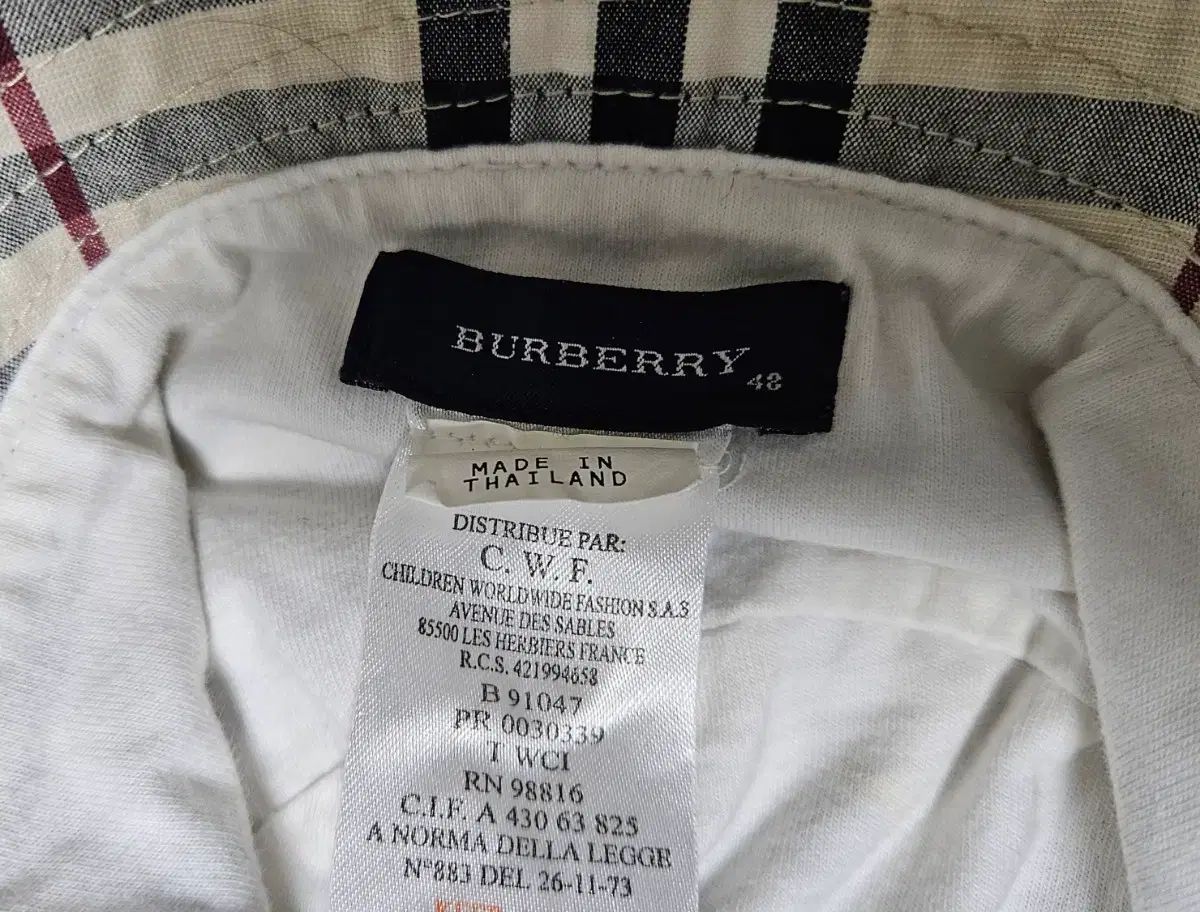 BURBERRY
48
MADE IN
THAILAND
DISTRIBUE PAR:
C. W. F.
CHILDREN WORLDWIDE FASHION S.A.S
AVENUE DES SABLES
85500 LES HERBIERS FRANCE
R.C.S. 421994658
B 91047
PR 0030339
T WCI
RN 98816
C.I.F. A 430 63 825
A NORMA DELLA LEGGE
N°883 DEL 26-11-73